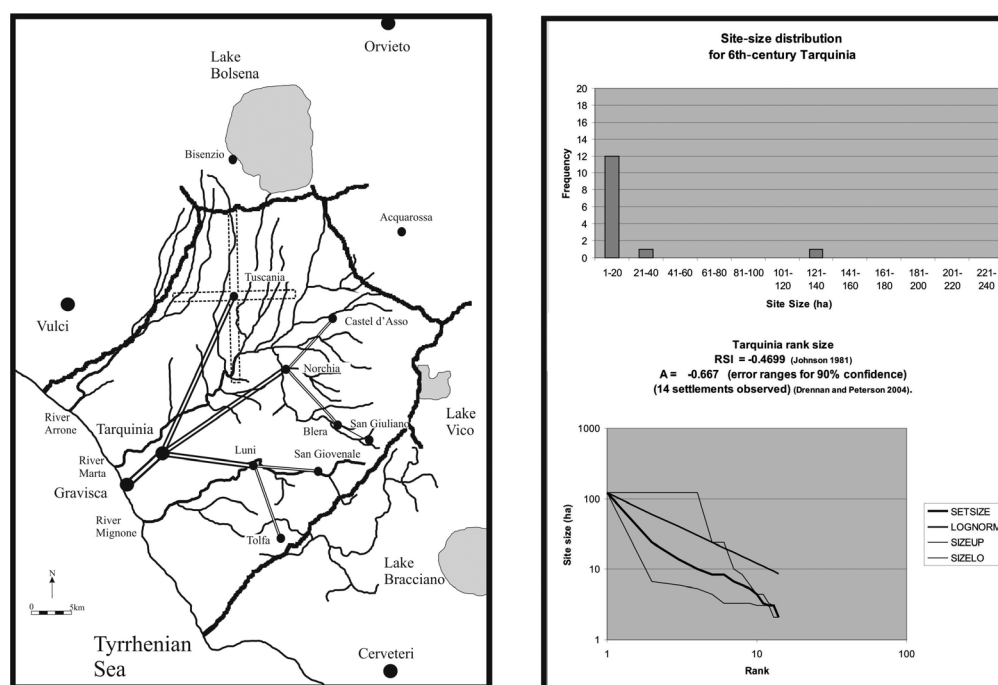 Orvieto
Lake
Bolsena
Bisenzio
Acquarossa
Tuscania
Vulci
Castel d'Asso
Norchia
River
Arrone
Lake
Vico
Tarquinia
Blera
San Giuliano
River
Marta
Luni
San Giovenale
Gravisca
River
Mignone
Tolfa
Lake
Bracciano
N
0 5km
Tyrrhenian
Sea
Cerveteri
Site-size distribution
for 6th-century Tarquinia
Frequency
20
18
16
14
12
10
8
6
4
2
0
1-20 21-40 41-60 61-80 81-100 101- 121- 141- 161- 181- 201- 221-
120 140 160 180 200 220 240
Site Size (ha)
Tarquinia rank size
RSI = -0.4699 (Johnson 1981)
A = -0.667 (error ranges for 90% confidence)
(14 settlements observed) (Drennan and Peterson 2004).
Site size (ha)
1000
100
10
1
1 10 100
Rank
SETSIZE
LOGNORM
SIZEUP
SIZELO